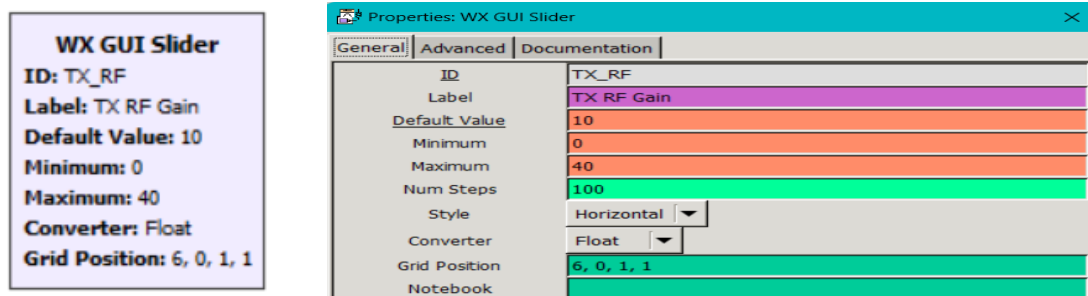 WX GUI Slider
ID: TX_RF
Label: TX RF Gain
Default Value: 10
Minimum: 0
Maximum: 40
Converter: Float
Grid Position: 6, 0, 1, 1
Properties: WX GUI Slider
General Advanced Documentation
ID TX_RF
Label TX RF Gain
Default Value 10
Minimum 0
Maximum 40
Num Steps 100
Style Horizontal
Converter Float
Grid Position 6, 0, 1, 1
Notebook